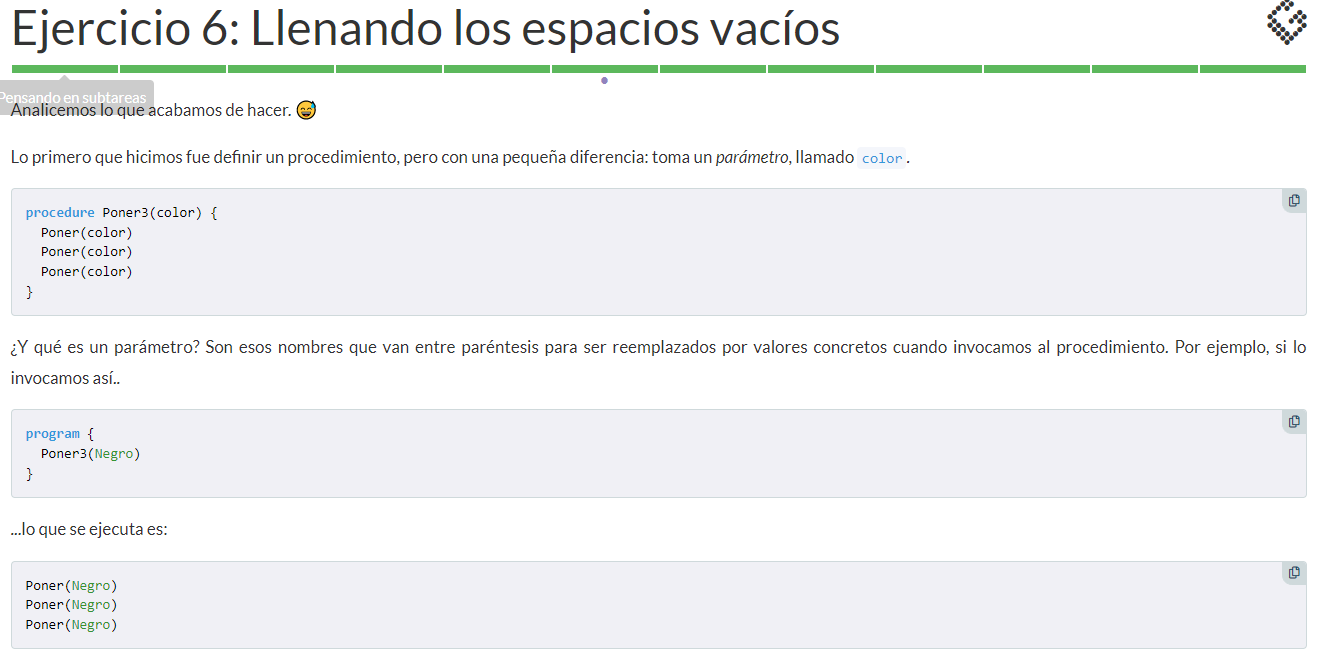 Ejercicio 6: Llenando los espacios vacíos
Pensando en subtareas
Analicemos lo que acabamos de hacer. 😅
Lo primero que hicimos fue definir un procedimiento, pero con una pequeña diferencia: toma un parámetro, llamado color.
procedure Poner3(color) {
  Poner(color)
  Poner(color)
  Poner(color)
}
¿Y qué es un parámetro? Son esos nombres que van entre paréntesis para ser reemplazados por valores concretos cuando invocamos al procedimiento. Por ejemplo, si lo
invocamos así..
program {
  Poner3(Negro)
}
...lo que se ejecuta es:
Poner(Negro)
Poner(Negro)
Poner(Negro)